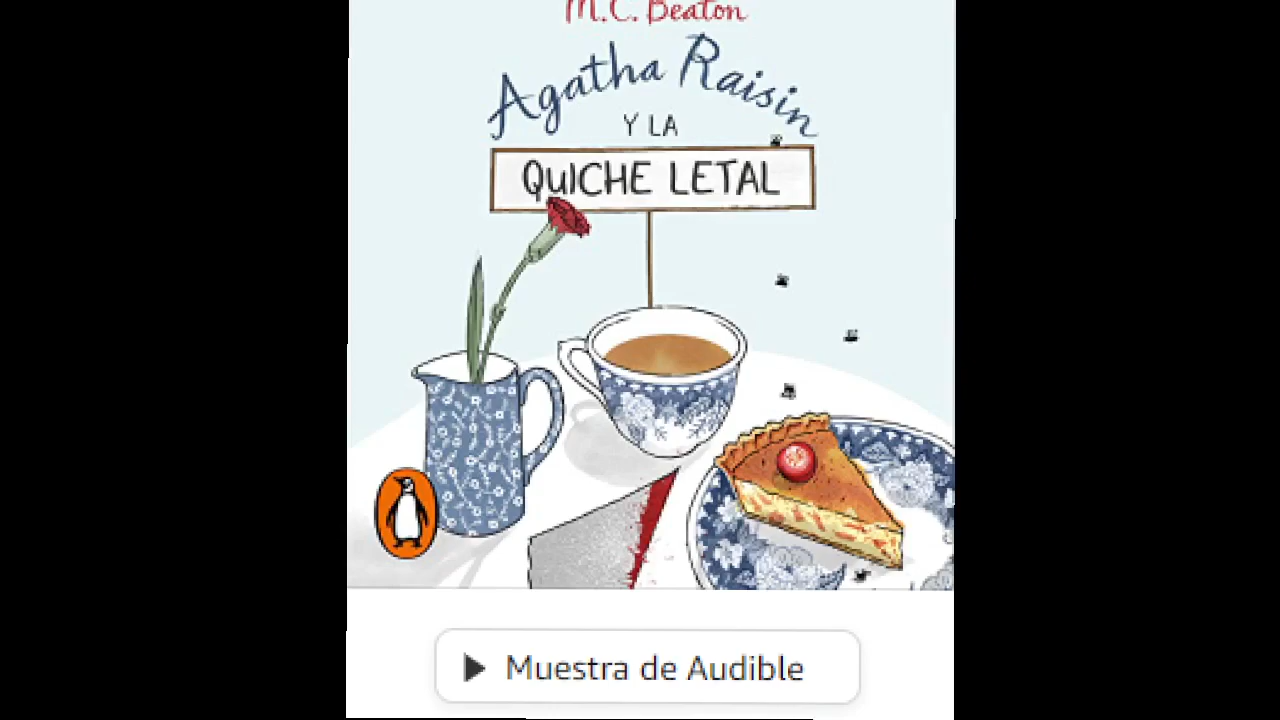 M.C. Beaton
Agatha Raisin
Y LA
QUICHE LETAL
Muestra de Audible